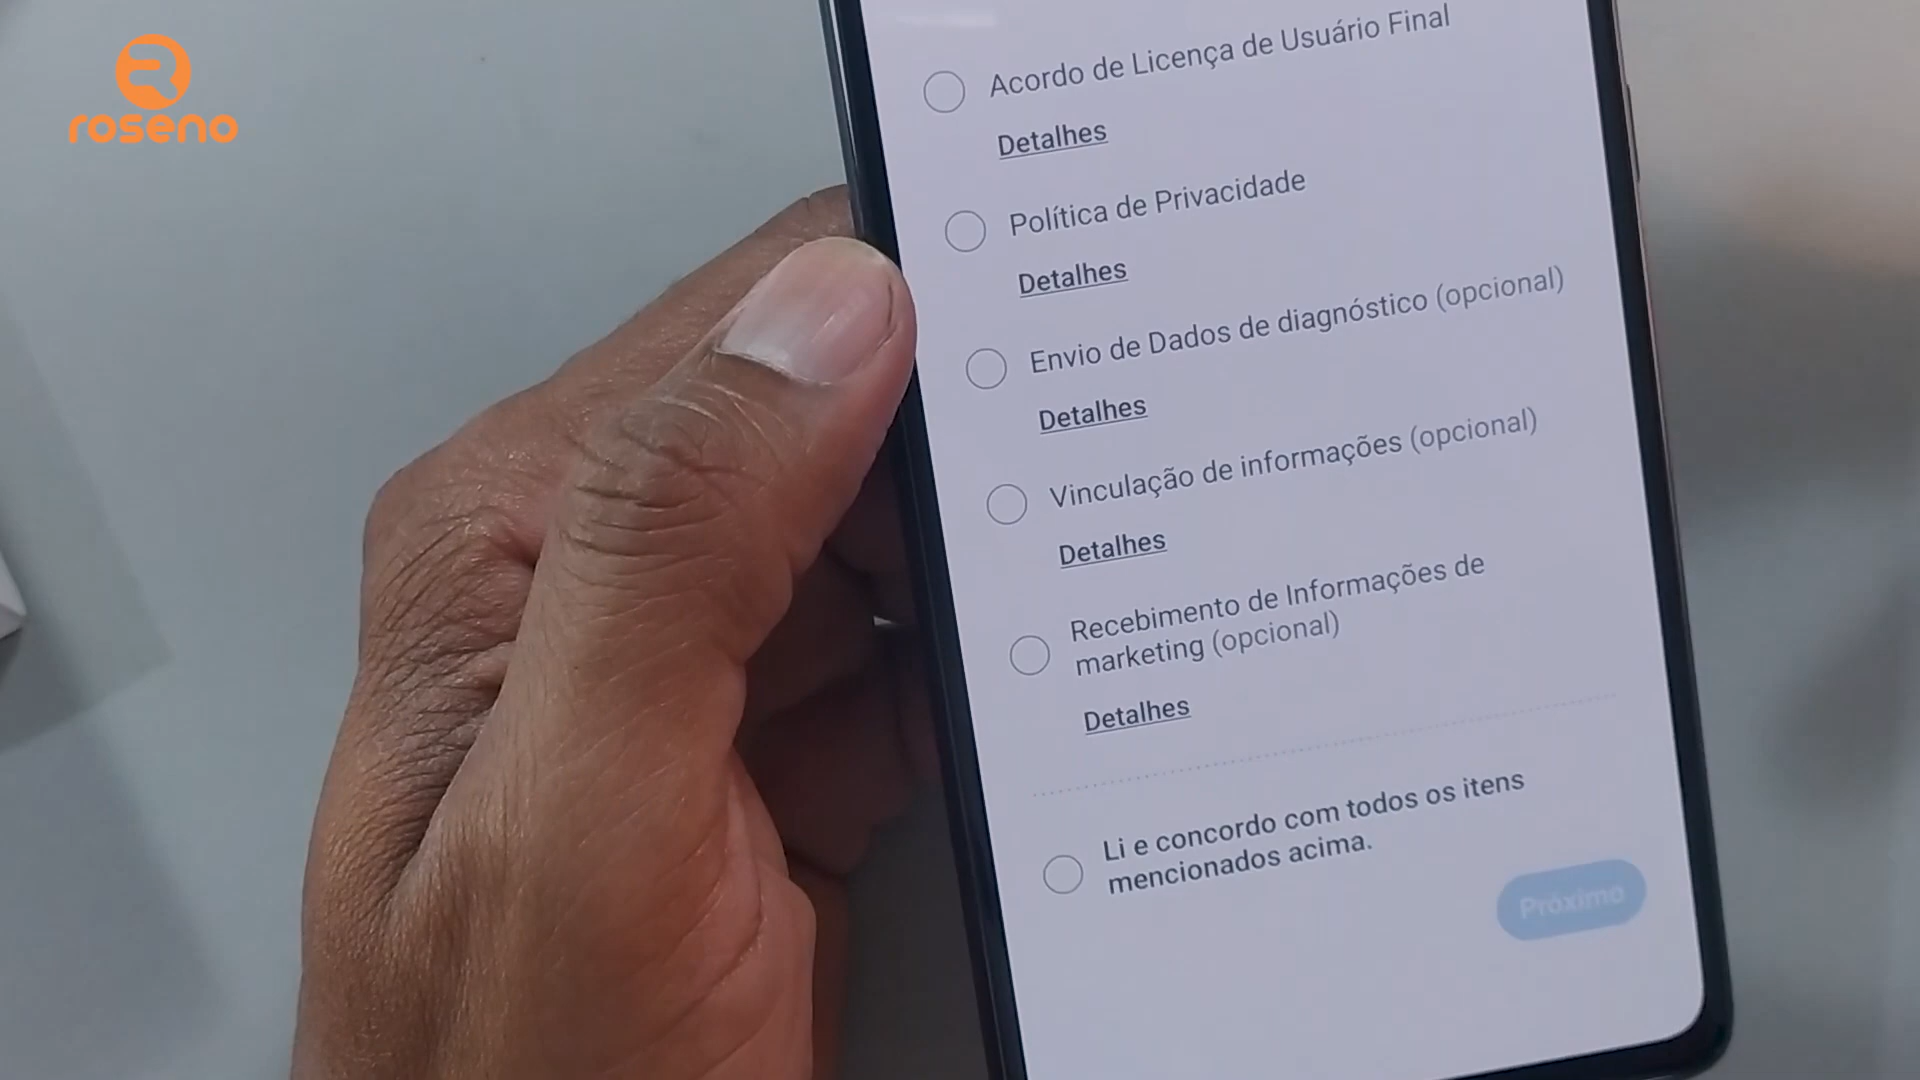 roseno
Acordo de Licença de Usuário Final
Detalhes
Política de Privacidade
Detalhes
Envio de Dados de diagnóstico (opcional)
Detalhes
Vinculação de informações (opcional)
Detalhes
Recebimento de Informações de
marketing (opcional)
Detalhes
Li e concordo com todos os itens
mencionados acima.
Próximo